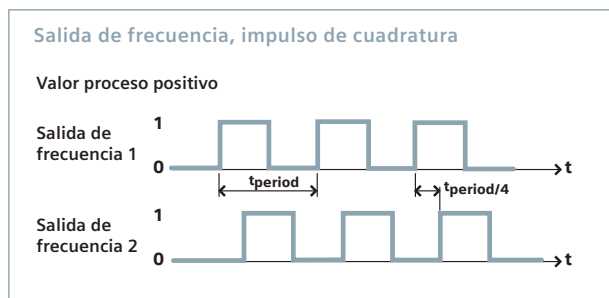 Salida de frecuencia, impulso de cuadratura
Valor proceso positivo
Salida de
frecuencia 1
1
0
t
tperiod
tperiod/4
Salida de
frecuencia 2
1
0
t